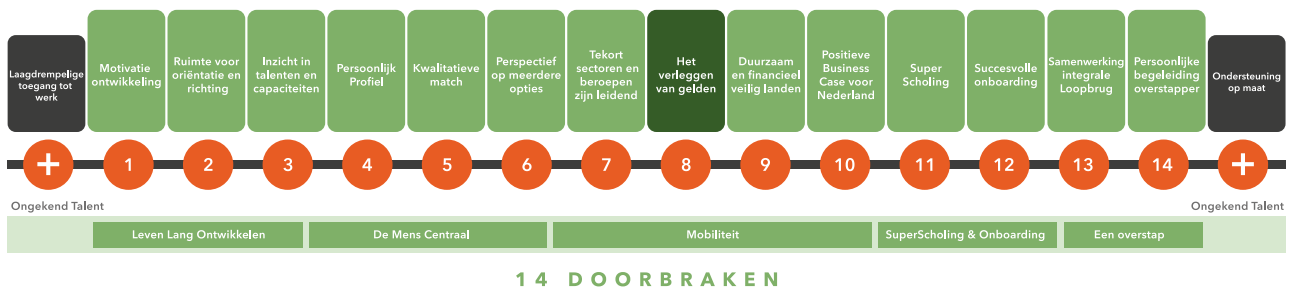 Laagdrempelige
toegang tot
werk
Motivatie
ontwikkeling
Ruimte voor
oriëntatie en
richting
Inzicht in
talenten en
capaciteiten
Persoonlijk
Profiel
Kwalitatieve
match
Perspectief
op meerdere
opties
Tekort
sectoren en
beroepen
zijn leidend
Het
verleggen
van gelden
Duurzaam
en financieel
veilig landen
Positieve
Business
Case voor
Nederland
Super
Scholing
Succesvolle
onboarding
Samenwerking
integrale
Loopbrug
Persoonlijke
begeleiding
overstapper
Ondersteuning
op maat
+ 1 2 3 4 5 6 7 8 9 10 11 12 13 14 +
Ongekend Talent Ongekend Talent
Leven Lang Ontwikkelen De Mens Centraal Mobiliteit SuperScholing & Onboarding Een overstap
14 DOORBRAKEN